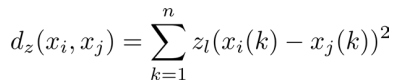 d_z(x_i, x_j) = \sum_{k=1}^{n} z_l(x_i(k) - x_j(k))^2